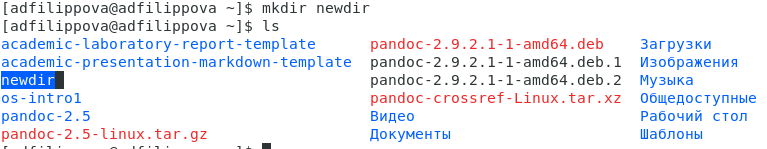 [adfilippova@adfilippova ~]$ mkdir newdir
[adfilippova@adfilippova ~]$ ls
academic-laboratory-report-template pandoc-2.9.2.1-1-amd64.deb Загрузки
academic-presentation-markdown-template pandoc-2.9.2.1-1-amd64.deb.1 Изображения
newdir pandoc-2.9.2.1-1-amd64.deb.2 Музыка
os-intro1 pandoc-crossref-Linux.tar.xz Общедоступные
pandoc-2.5 Видео Рабочий стол
pandoc-2.5-linux.tar.gz Документы Шаблоны
[adfilippova@adfilippova ~]$